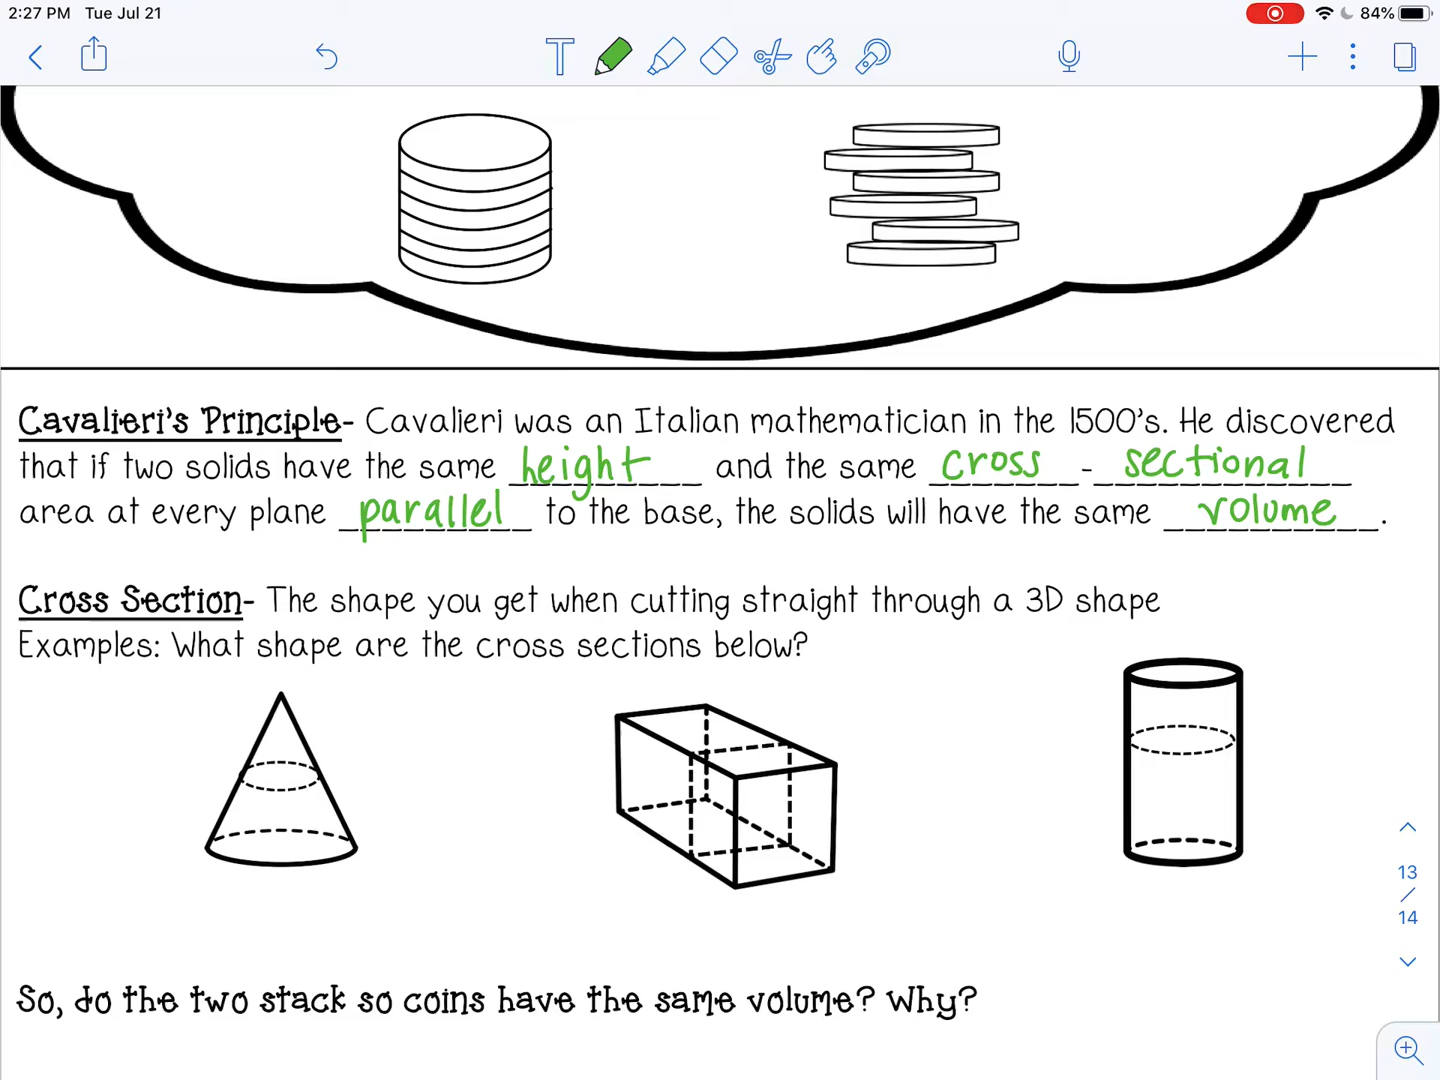 2:27 PM Tue Jul 21
84%
Cavalieri's Principle- Cavalieri was an Italian mathematician in the 1500's. He discovered
that if two solids have the same height and the same cross - sectional
area at every plane parallel to the base, the solids will have the same volume.
Cross Section- The shape you get when cutting straight through a 3D shape
Examples: What shape are the cross sections below?
13
/
14
So, do the two stack so coins have the same volume? Why?